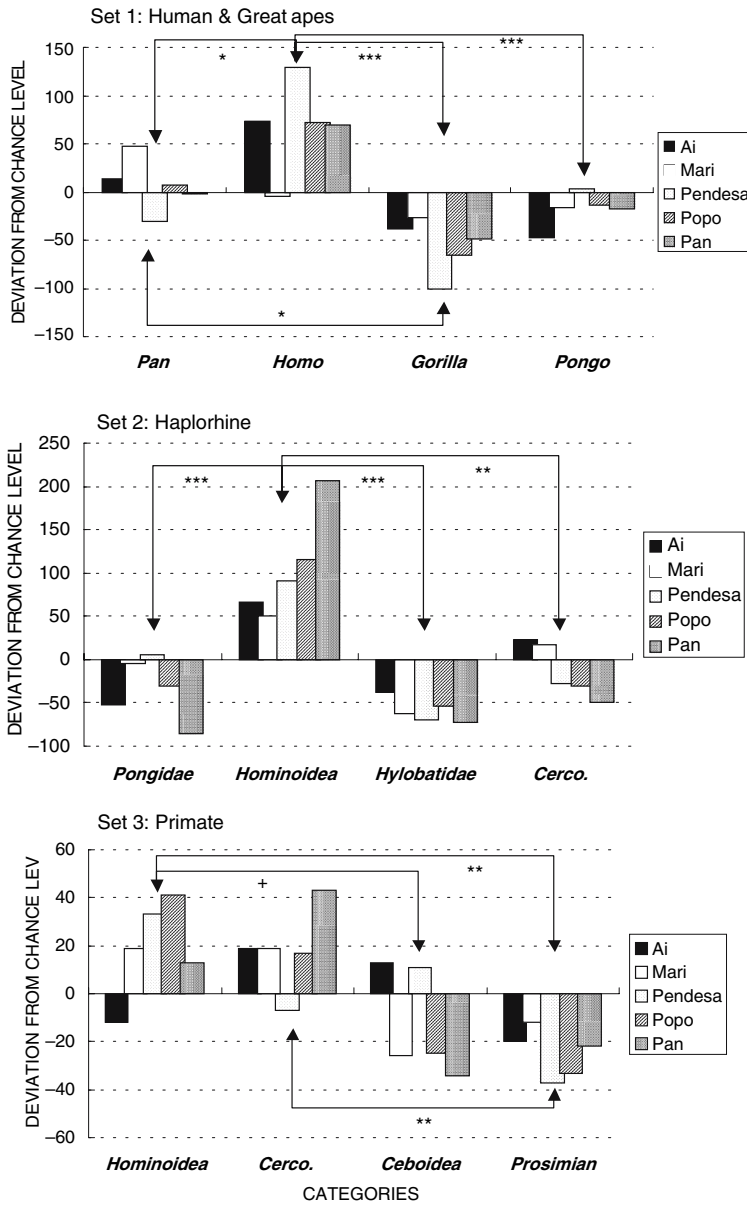 Set 1: Human & Great apes
DEVIATION FROM CHANCE LEVEL
150
100
50
0
−50
−100
−150
*
***
***
*
Pan Homo Gorilla Pongo
Ai
Mari
Pendesa
Popo
Pan
Set 2: Haplorhine
DEVIATION FROM CHANCE LEVEL
250
200
150
100
50
0
−50
−100
***
***
**
Pongidae Hominoidea Hylobatidae Cerco.
Ai
Mari
Pendesa
Popo
Pan
Set 3: Primate
DEVIATION FROM CHANCE LEV
60
40
20
0
−20
−40
−60
+
**
**
Hominoidea Cerco. Ceboidea Prosimian
CATEGORIES
Ai
Mari
Pendesa
Popo
Pan